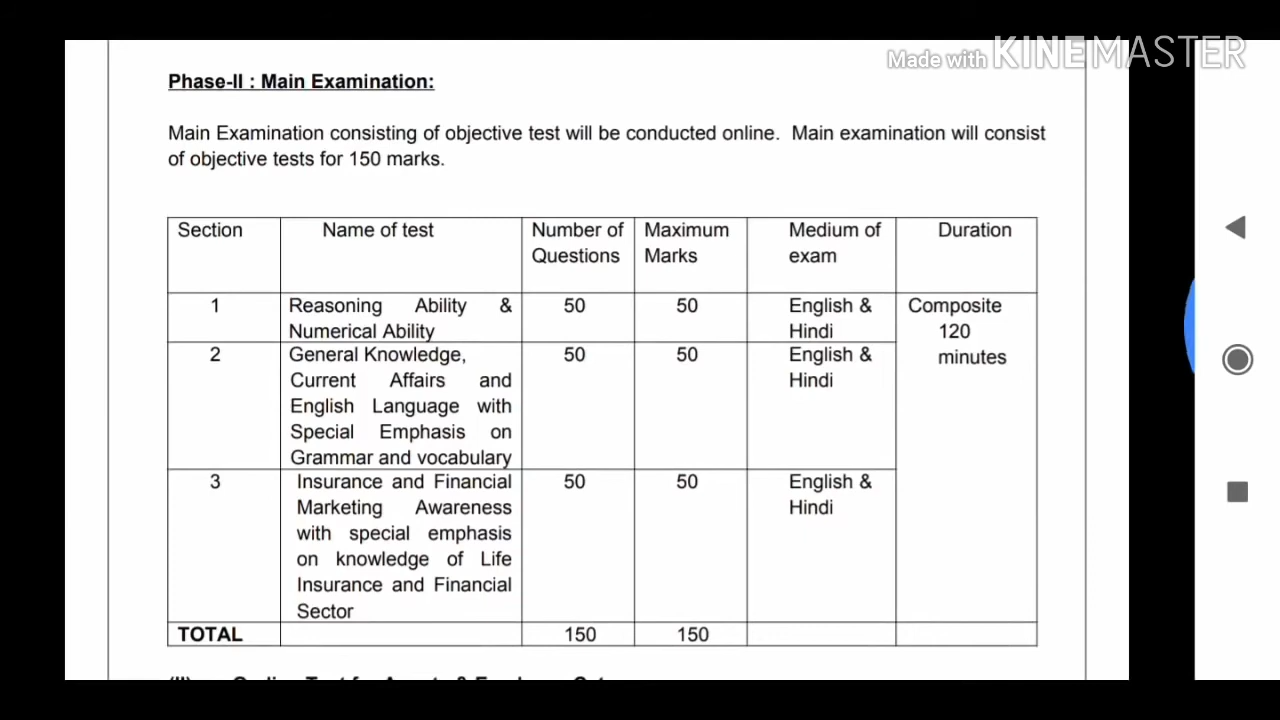 Made with KINEMASTER
Phase-II : Main Examination:
Main Examination consisting of objective test will be conducted online. Main examination will consist
of objective tests for 150 marks.
Section Name of test Number of Questions Maximum Marks Medium of exam Duration
1 Reasoning Ability & Numerical Ability 50 50 English & Hindi Composite 120 minutes
2 General Knowledge, Current Affairs and English Language with Special Emphasis on Grammar and vocabulary 50 50 English & Hindi
3 Insurance and Financial Marketing Awareness with special emphasis on knowledge of Life Insurance and Financial Sector 50 50 English & Hindi
TOTAL 150 150